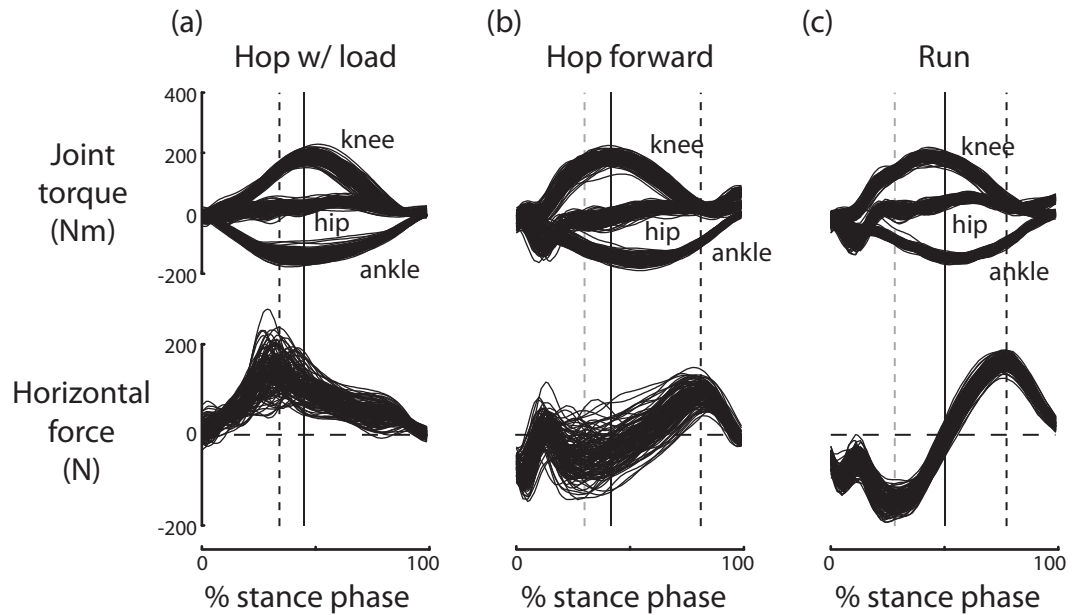 (a) (b) (c)
Hop w/ load Hop forward Run
Joint
torque
(Nm)
400
200
0
-200
knee
hip
ankle
knee
hip
ankle
knee
hip
ankle
Horizontal
force
(N)
200
0
-200
0 100 0 100 0 100
% stance phase % stance phase % stance phase